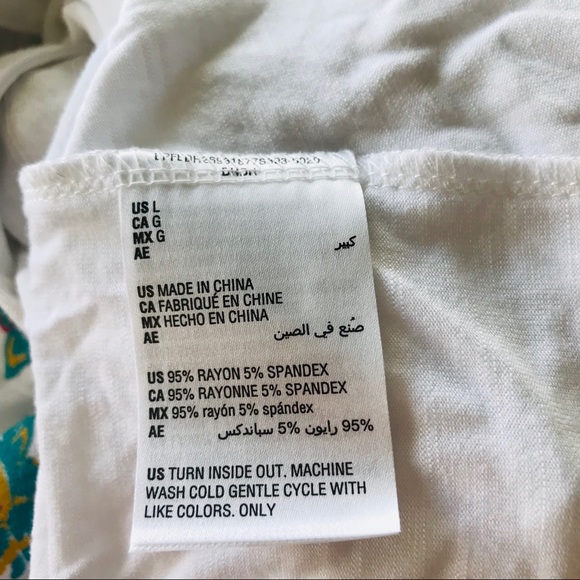 US L
CA G
MX G
AE كبير
US MADE IN CHINA
CA FABRIQUÉ EN CHINE
MX HECHO EN CHINA
AE صُنع في الصين
US 95% RAYON 5% SPANDEX
CA 95% RAYONNE 5% SPANDEX
MX 95% rayón 5% spándex
AE 95% رايون 5% سباندكس
US TURN INSIDE OUT. MACHINE
WASH COLD GENTLE CYCLE WITH
LIKE COLORS. ONLY